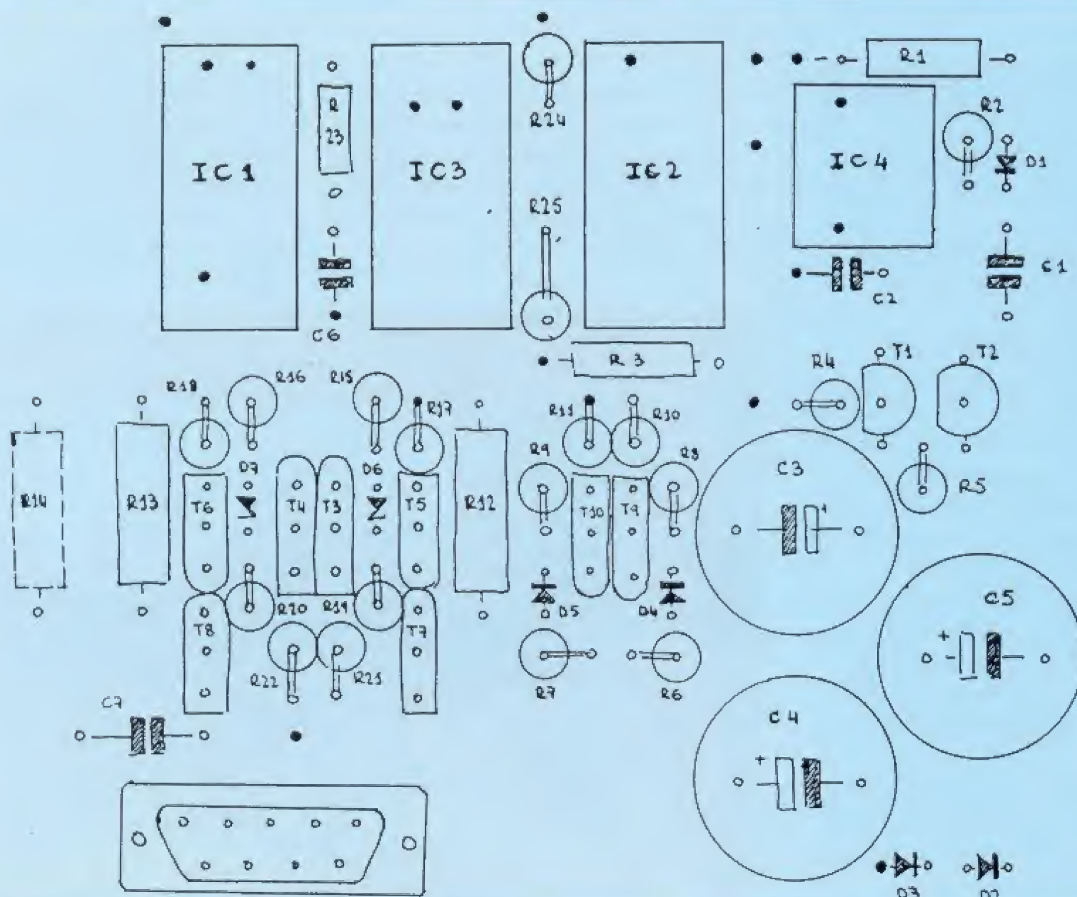 R1
R2
R
23
R24
IC1
IC3
IC2
IC4
D1
R25
C1
C2
C6
R3
R4
T1
T2
R18
R16
R15
R17
R11
R10
R9
R8
C3
R5
D7
D6
R14
R13
T6
T4
T3
T5
R12
T10
T9
D5
D4
C5
R20
R19
T8
T7
R22
R21
R7
R6
C7
C4
+
+
+
D3
D2